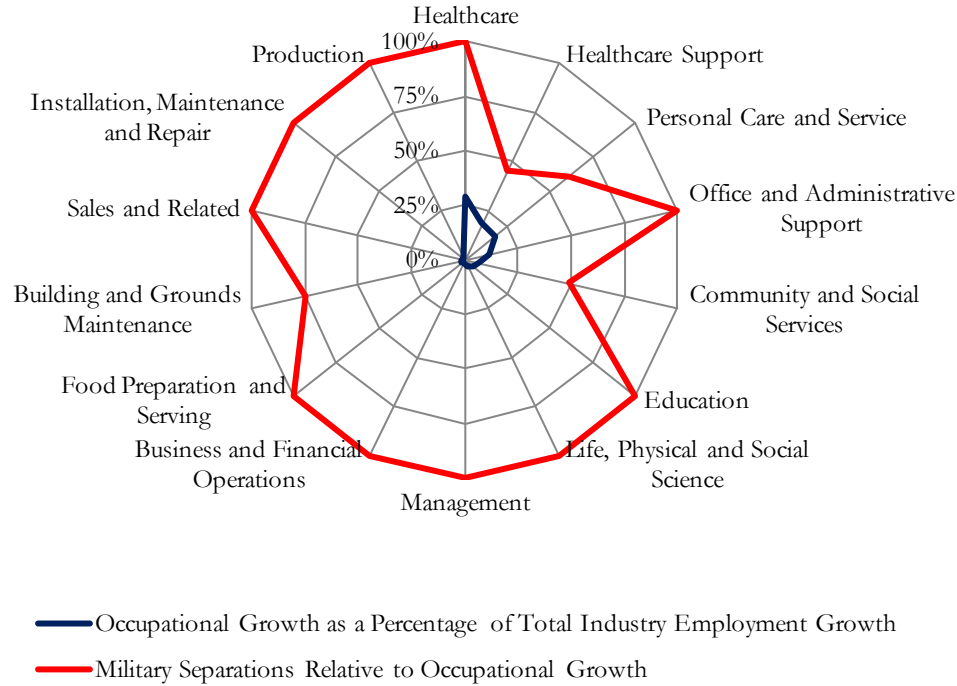 Healthcare
100%
Healthcare Support
Production
75%
Installation, Maintenance
and Repair
Personal Care and Service
50%
Sales and Related
25%
Office and Administrative
Support
0%
Building and Grounds
Maintenance
Community and Social
Services
Food Preparation and
Serving
Education
Business and Financial
Operations
Life, Physical and Social
Science
Management
Occupational Growth as a Percentage of Total Industry Employment Growth
Military Separations Relative to Occupational Growth